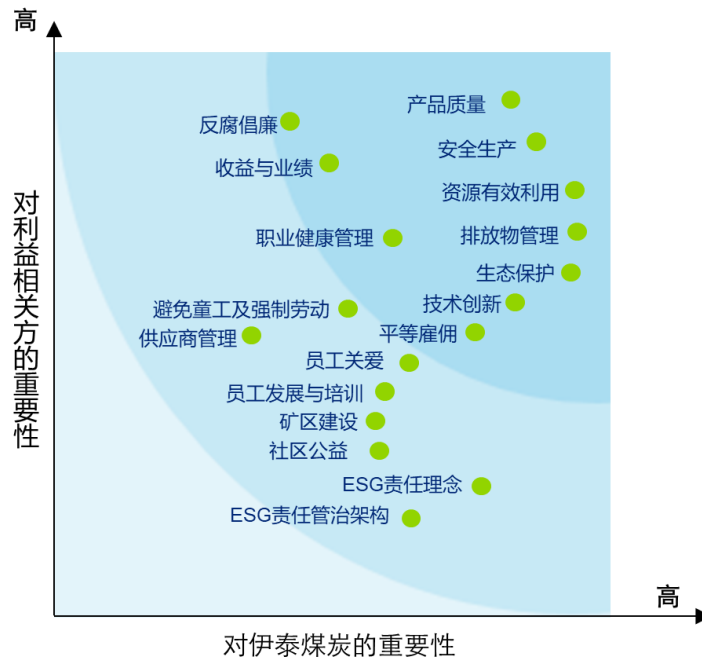 高
产品质量
反腐倡廉
安全生产
收益与业绩
资源有效利用
排放物管理
职业健康管理
生态保护
技术创新
避免童工及强制劳动
平等雇佣
供应商管理
员工关爱
员工发展与培训
矿区建设
社区公益
ESG责任理念
ESG责任管治架构
对利益相关方的重要性
高
对伊泰煤炭的重要性